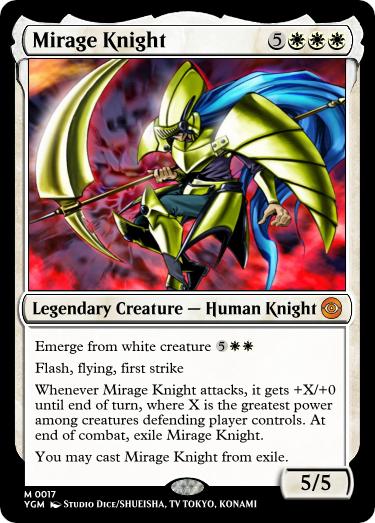 Mirage Knight 5
Legendary Creature — Human Knight
Emerge from white creature 5
Flash, flying, first strike
Whenever Mirage Knight attacks, it gets +X/+0
until end of turn, where X is the greatest power
among creatures defending player controls. At
end of combat, exile Mirage Knight.
You may cast Mirage Knight from exile.
5/5
M 0017
YGM Studio Dice/SHUEISHA, TV TOKYO, KONAMI